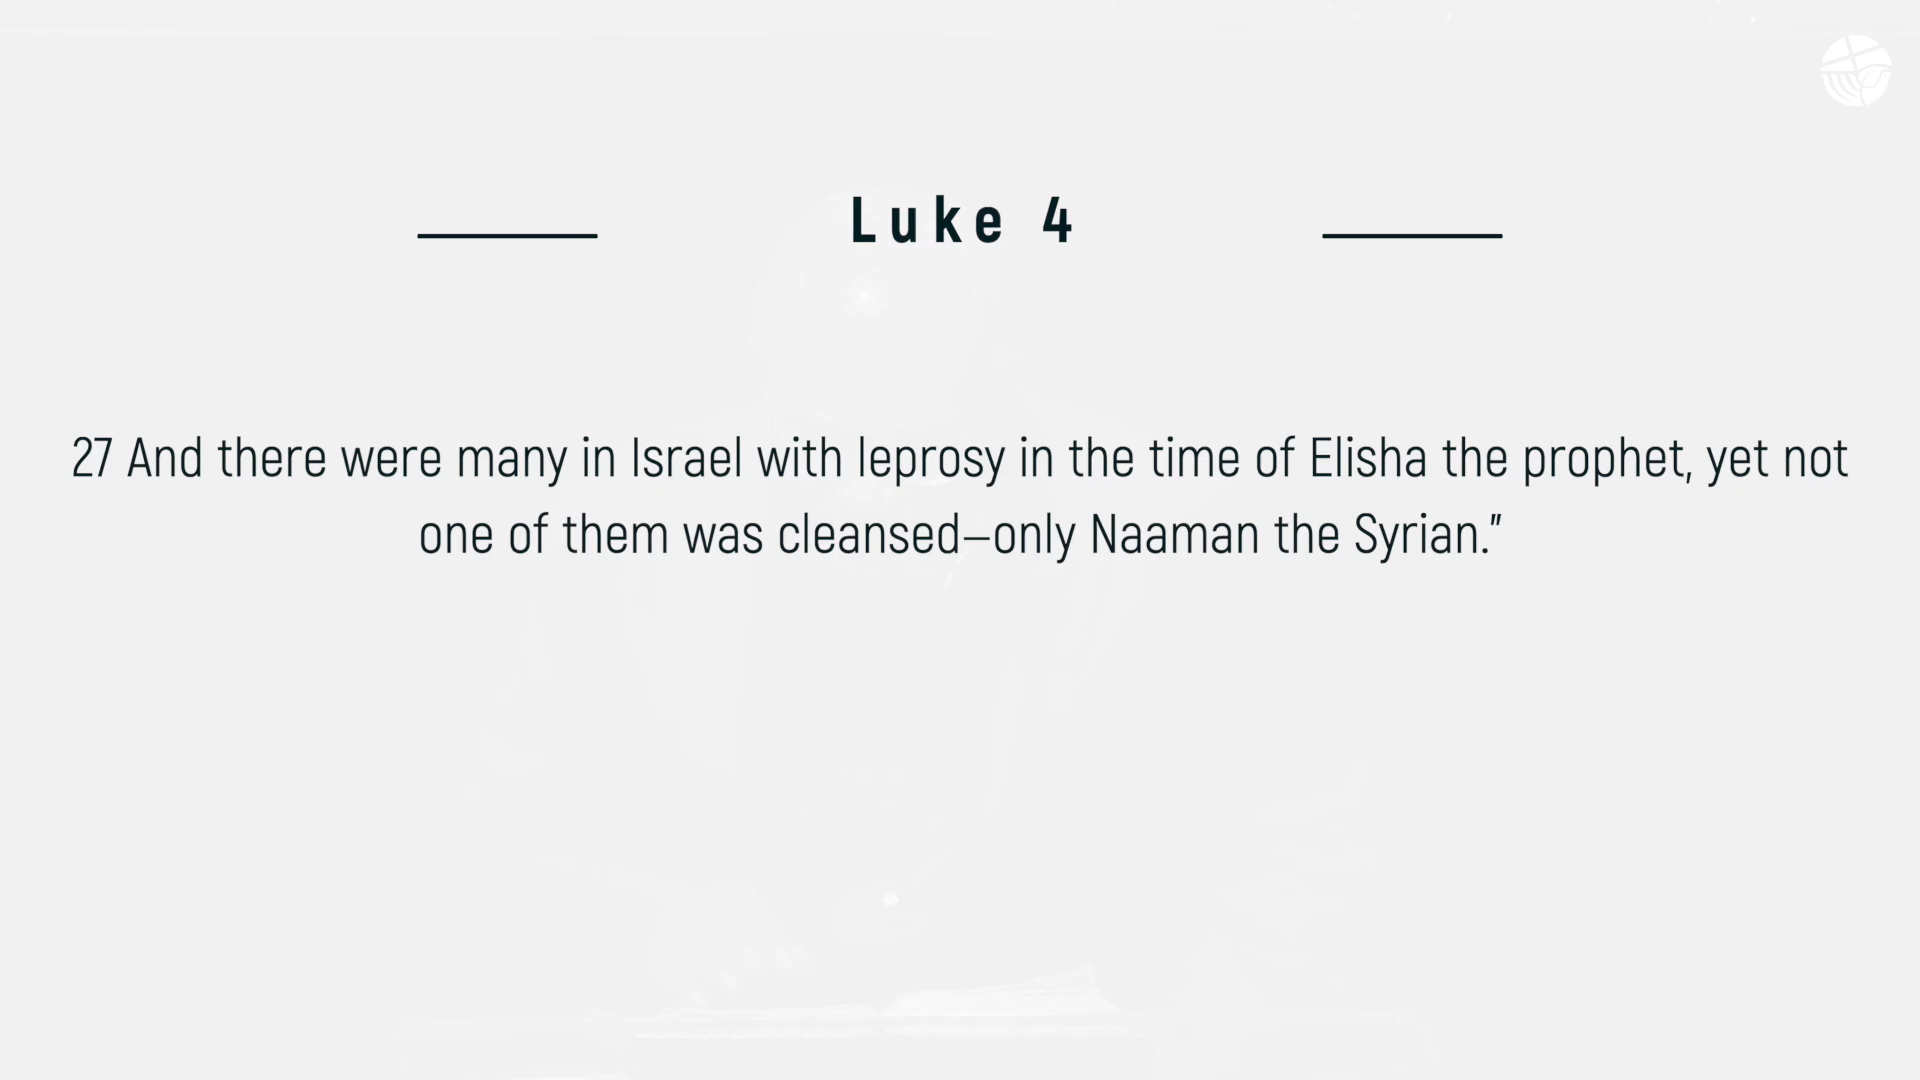 Luke 4
27 And there were many in Israel with leprosy in the time of Elisha the prophet, yet not
one of them was cleansed—only Naaman the Syrian.”